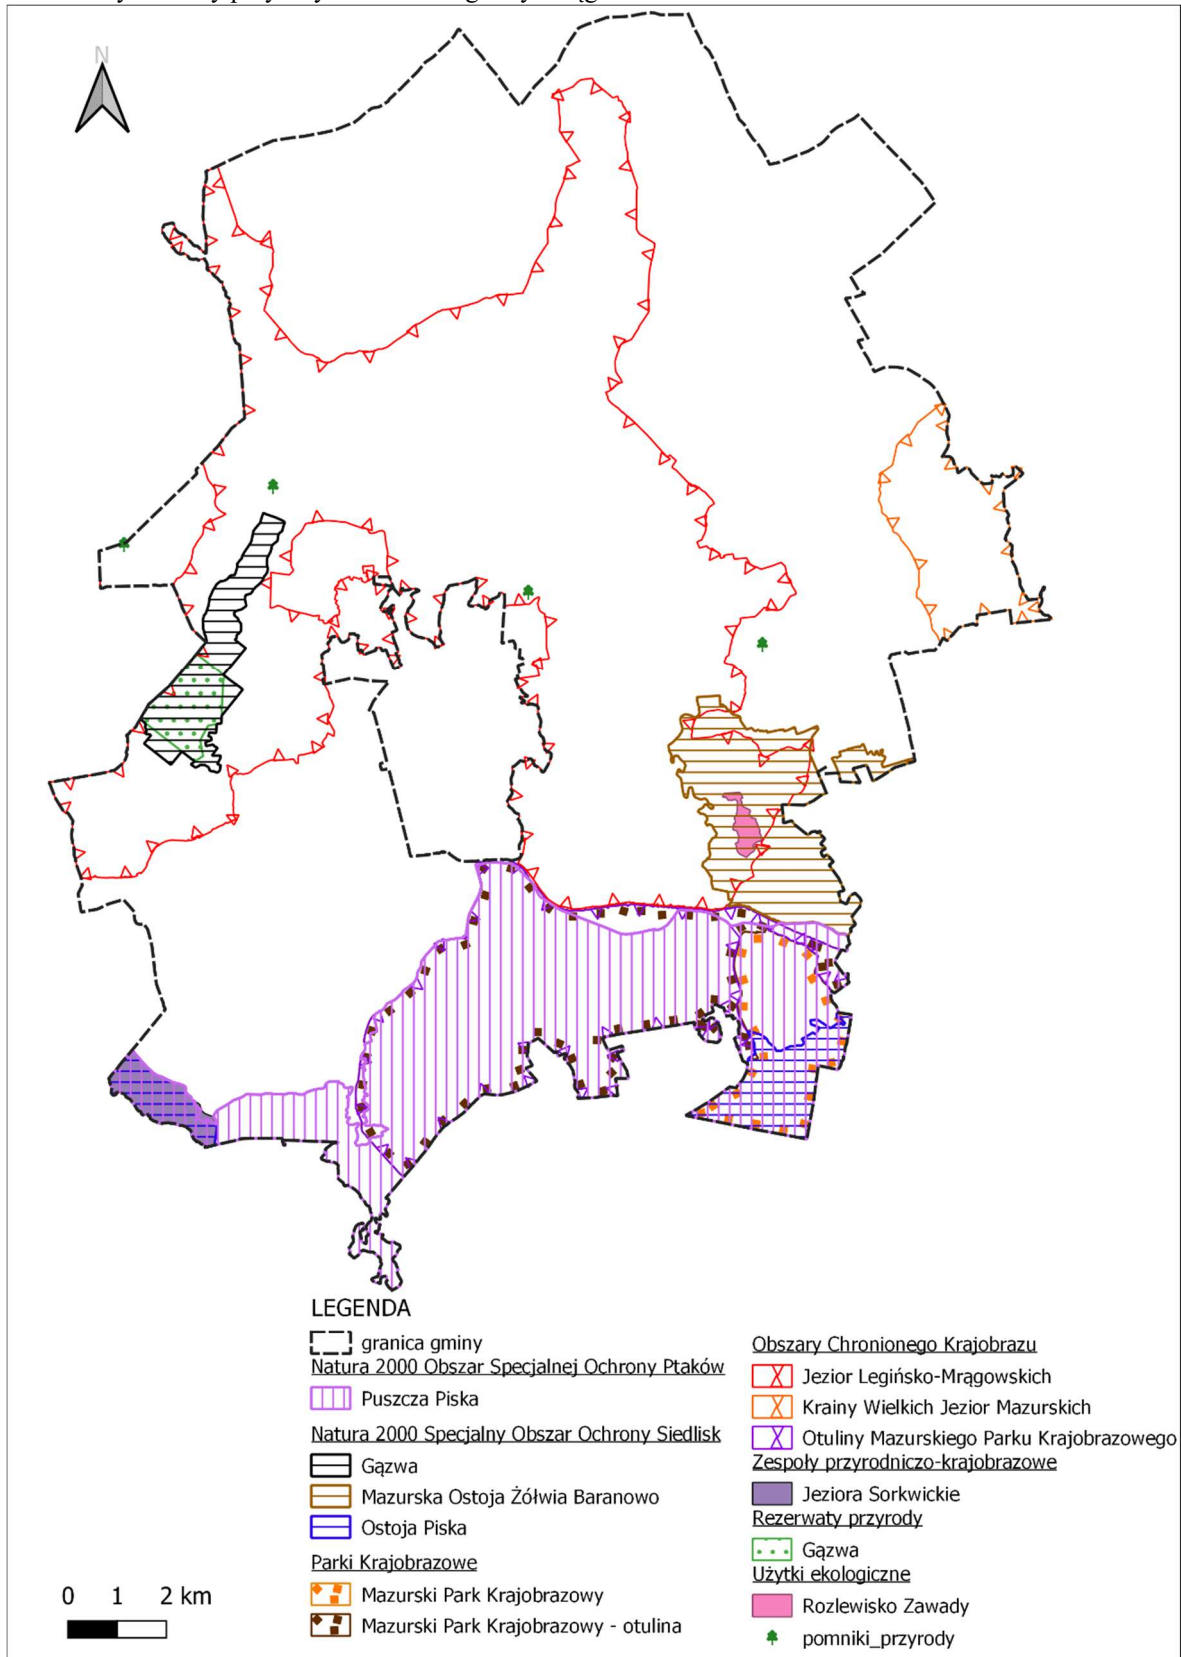 N
LEGENDA
granica gminy
Natura 2000 Obszar Specjalnej Ochrony Ptaków
Puszcza Piska
Natura 2000 Specjalny Obszar Ochrony Siedlisk
Gązwa
Mazurska Ostoja Żółwia Baranowo
Ostoja Piska
Parki Krajobrazowe
Mazurski Park Krajobrazowy
Mazurski Park Krajobrazowy - otulina
Obszary Chronionego Krajobrazu
Jezior Legińsko-Mrągowskich
Krainy Wielkich Jezior Mazurskich
Otuliny Mazurskiego Parku Krajobrazowego
Zespoły przyrodniczo-krajobrazowe
Jeziora Sorkwickie
Rezerwaty przyrody
Gązwa
Użytki ekologiczne
Rozlewisko Zawady
pomniki_przyrody
0 1 2 km